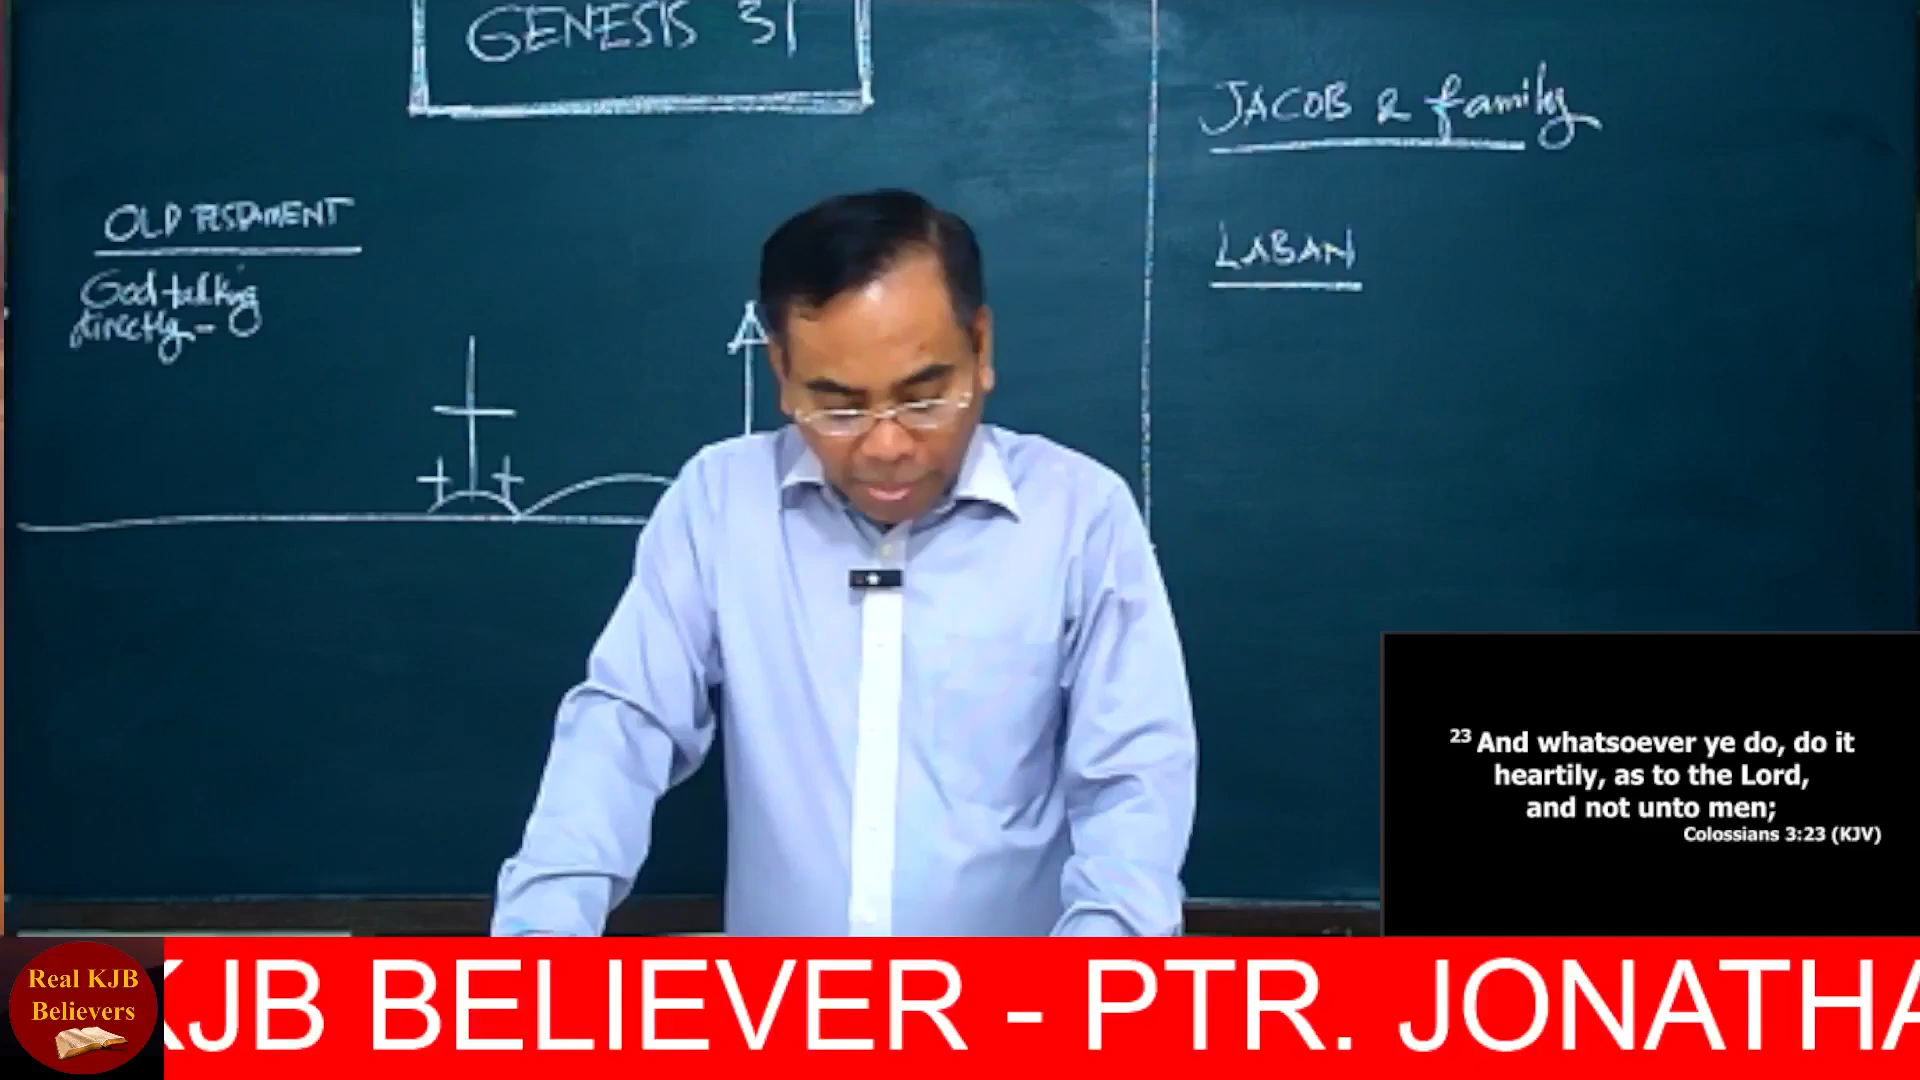 GENESIS 31
JACOB & family
OLD TESTAMENT
LABAN
God talking
directly -
23 And whatsoever ye do, do it
heartily, as to the Lord,
and not unto men;
Colossians 3:23 (KJV)
Real KJB
Believers
KJB BELIEVER - PTR. JONATHA